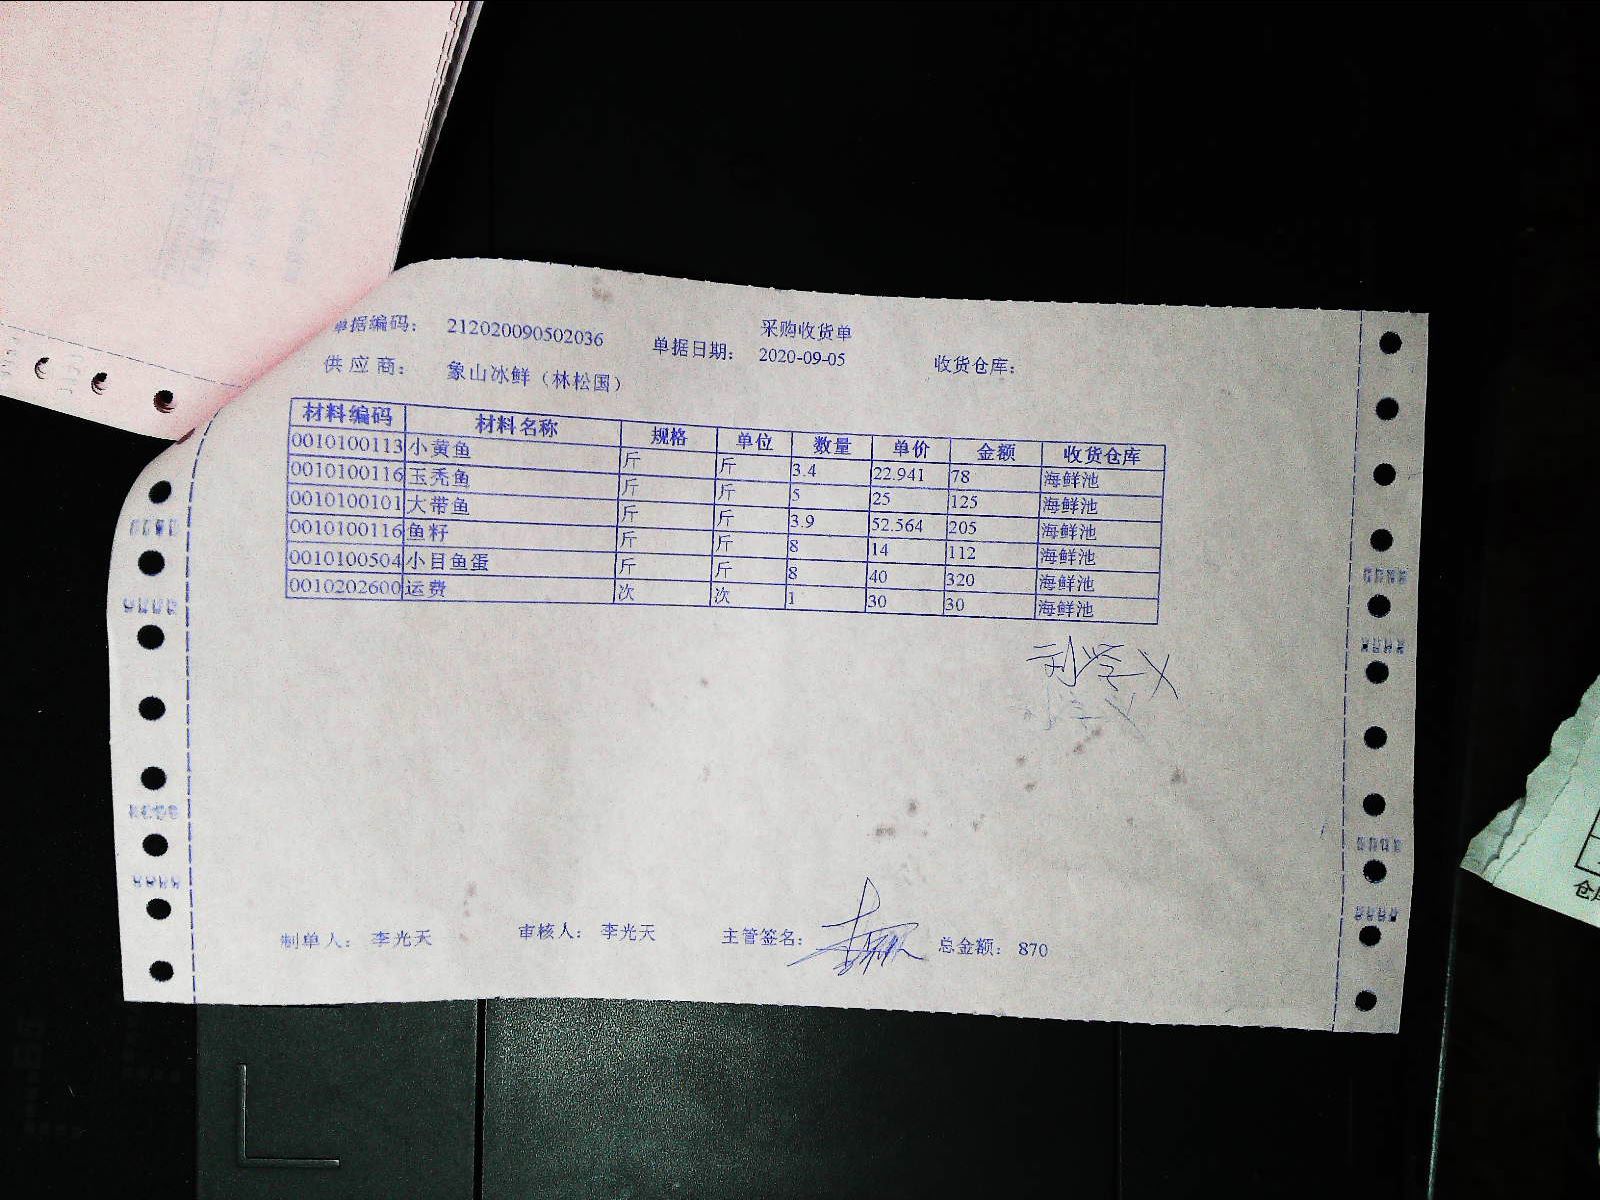 采购收货单
单据编码： 212020090502036 单据日期： 2020-09-05 收货仓库：
供应商： 象山冰鲜（林松国）
材料编码 材料名称 规格 单位 数量 单价 金额 收货仓库
0010100113 小黄鱼 斤 斤 3.4 22.941 78 海鲜池
0010100116 玉秃鱼 斤 斤 5 25 125 海鲜池
0010100101 大带鱼 斤 斤 3.9 52.564 205 海鲜池
0010100116 鱼籽 斤 斤 8 14 112 海鲜池
0010100504 小目鱼蛋 斤 斤 8 40 320 海鲜池
0010202600 运费 次 次 1 30 30 海鲜池
制单人： 李光天 审核人： 李光天 主管签名： 总金额： 870